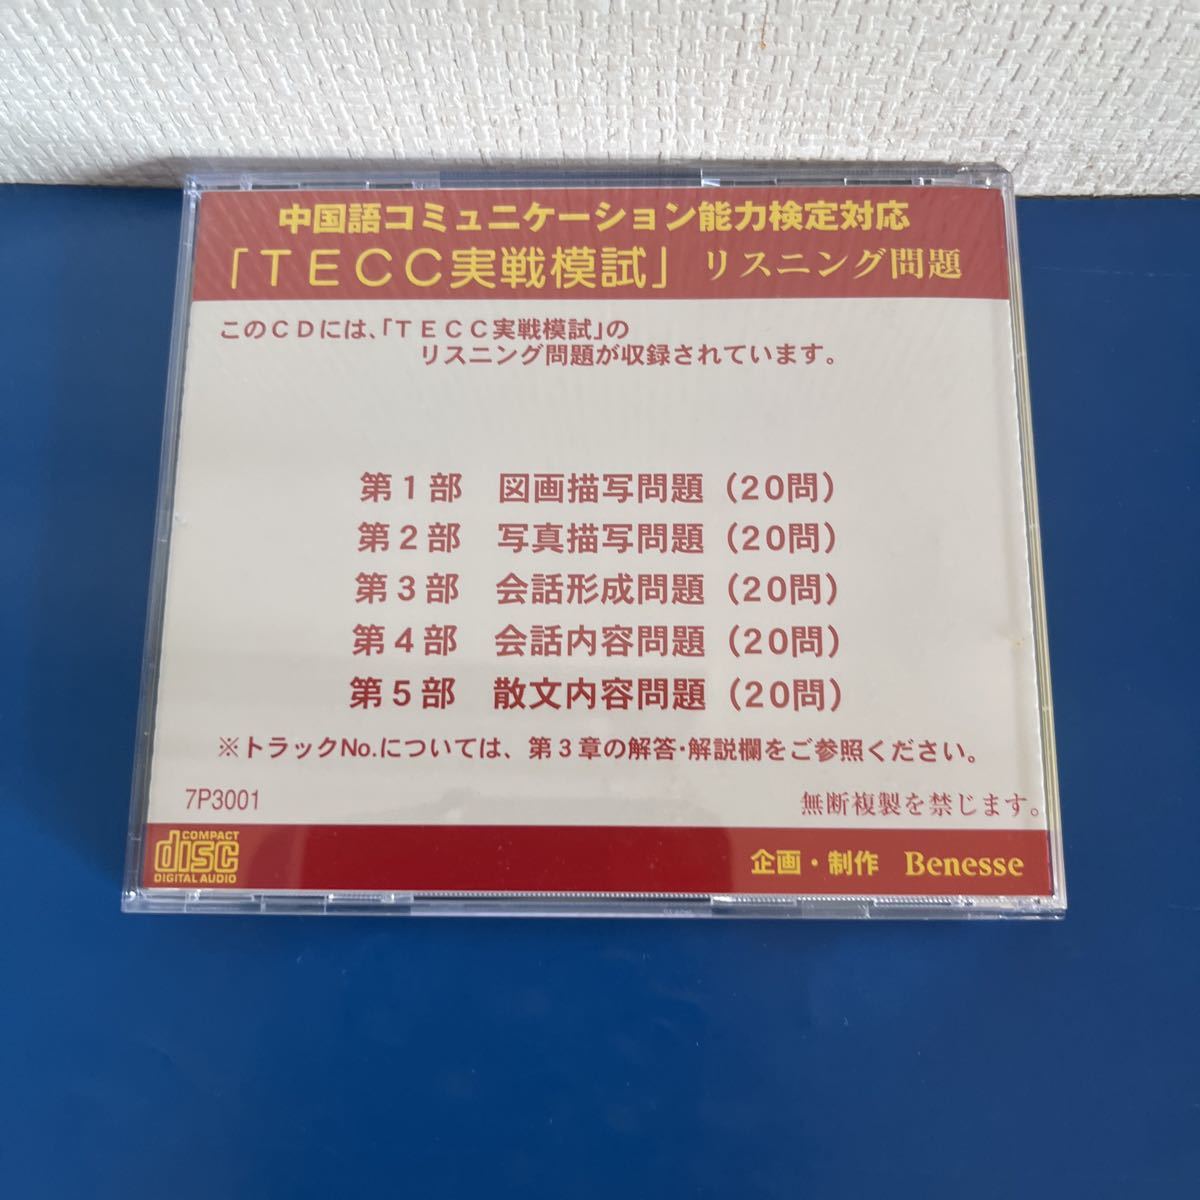 中国語コミュニケーション能力検定対応
「ＴＥＣＣ実戦模試」 リスニング問題
このＣＤには、「ＴＥＣＣ実戦模試」の
リスニング問題が収録されています。
第１部 図画描写問題（２０問）
第２部 写真描写問題（２０問）
第３部 会話形成問題（２０問）
第４部 会話内容問題（２０問）
第５部 散文内容問題（２０問）
※トラックNo.については、第３章の解答・解説欄をご参照ください。
7P3001 無断複製を禁じます。
COMPACT
disc
DIGITAL AUDIO
企画・制作 Benesse